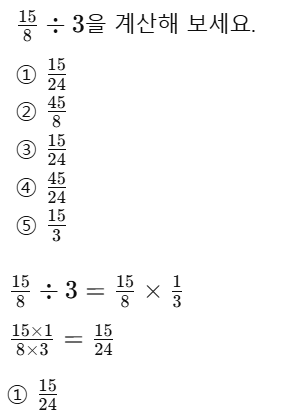 15/8 ÷ 3을 계산해 보세요.
① 15/24
② 45/8
③ 15/24
④ 45/24
⑤ 15/3
15/8 ÷ 3 = 15/8 × 1/3
15×1/8×3 = 15/24
① 15/24